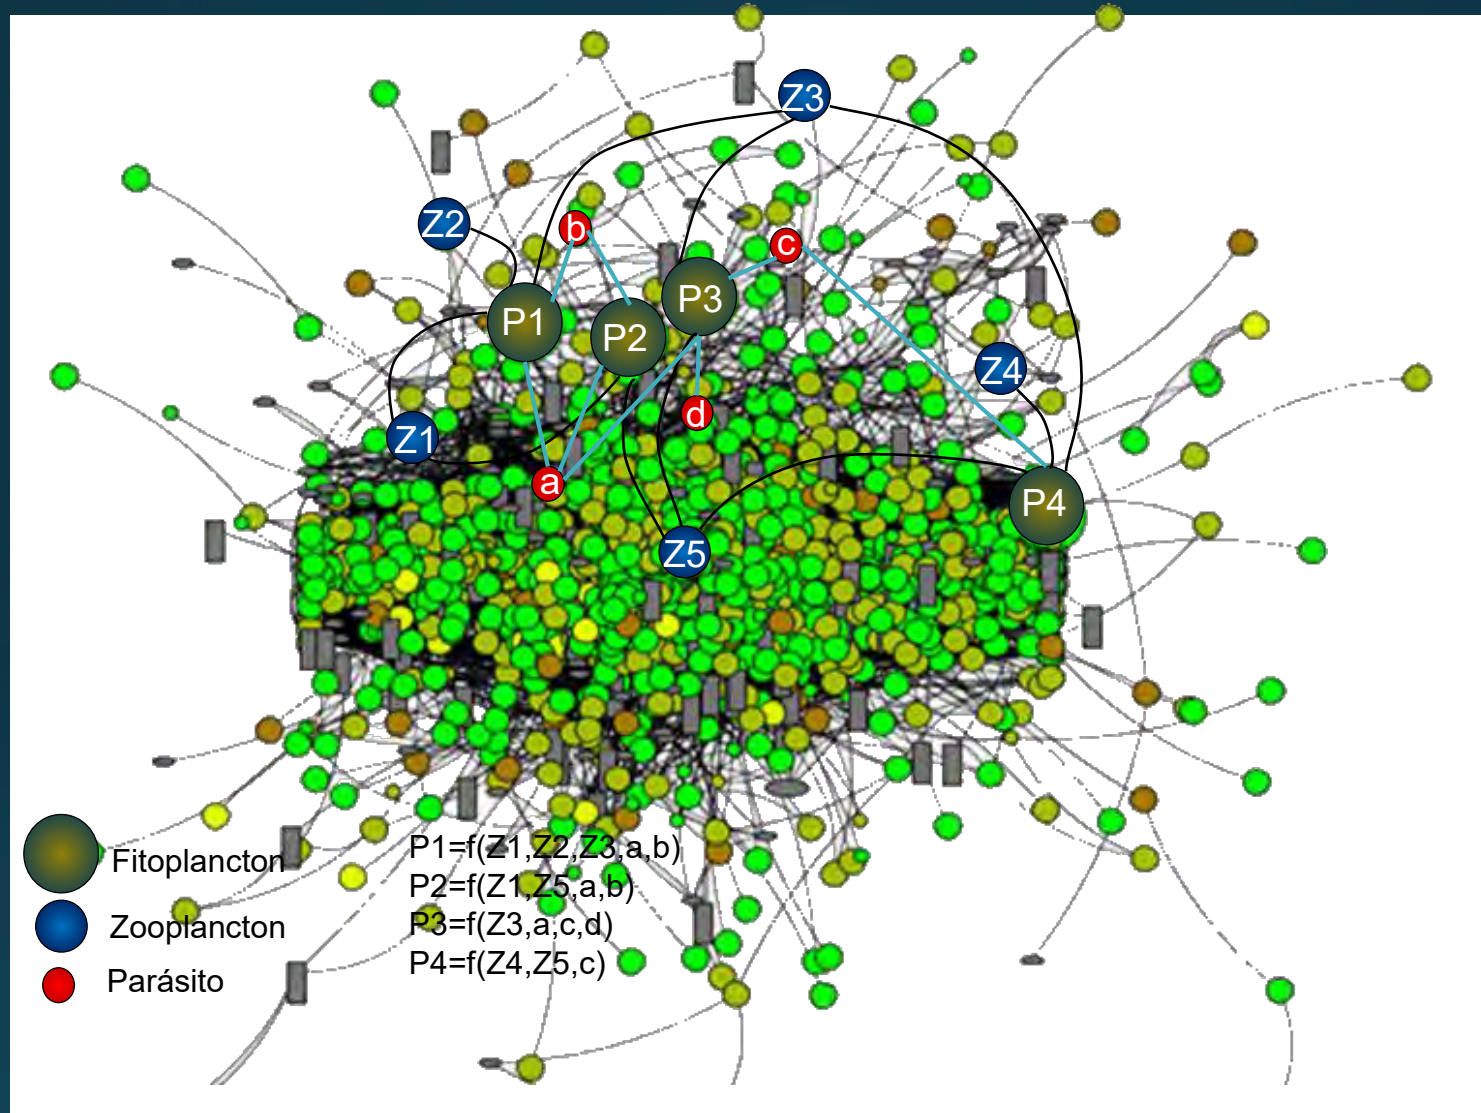 Z3
Z2
b
c
P1
P2
P3
Z4
Z1
d
a
P4
Z5
Fitoplancton
Zooplancton
Parásito
P1=f(Z1,Z2,Z3,a,b)
P2=f(Z1,Z5,a,b)
P3=f(Z3,a,c,d)
P4=f(Z4,Z5,c)